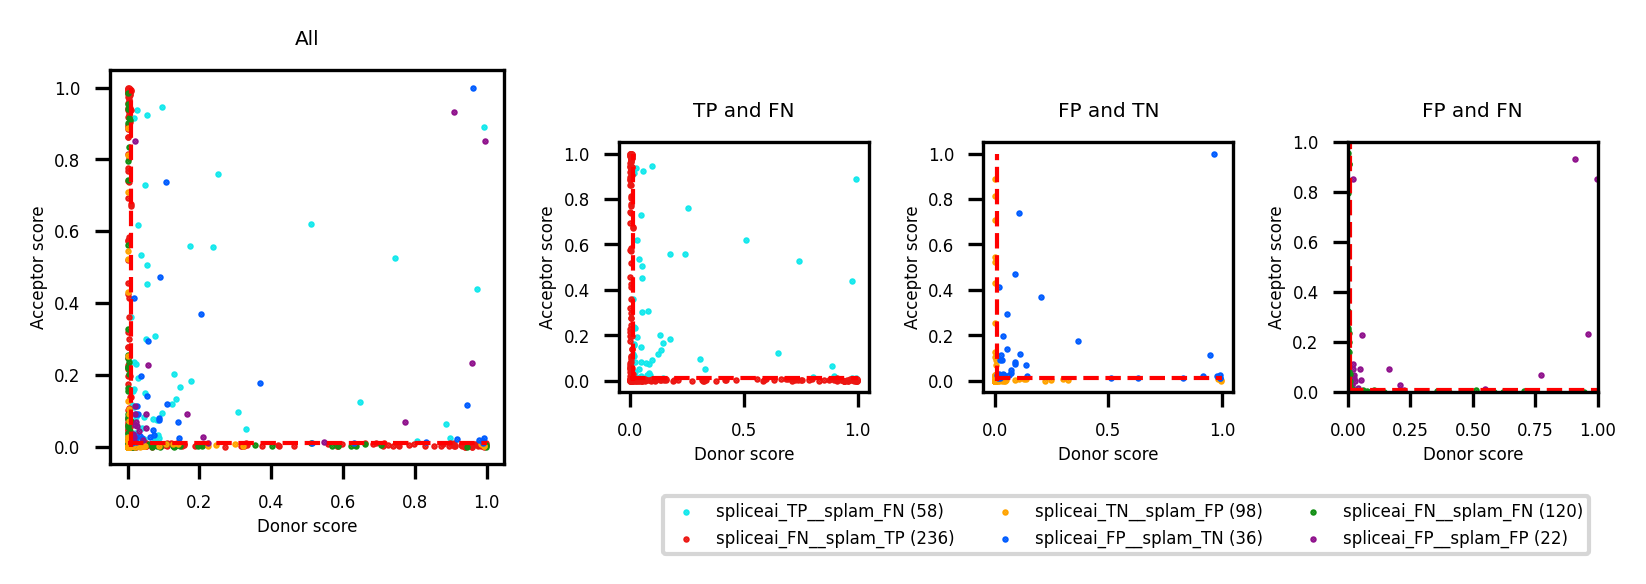 All
1.0
0.8
0.6
0.4
0.2
0.0
Acceptor score
0.0 0.2 0.4 0.6 0.8 1.0
Donor score
TP and FN
1.0
0.8
0.6
0.4
0.2
0.0
Acceptor score
0.0 0.5 1.0
Donor score
FP and TN
1.0
0.8
0.6
0.4
0.2
0.0
Acceptor score
0.0 0.5 1.0
Donor score
FP and FN
1.0
0.8
0.6
0.4
0.2
0.0
Acceptor score
0.00 0.25 0.50 0.75 1.00
Donor score
spliceai_TP__splam_FN (58)
spliceai_FN__splam_TP (236)
spliceai_TN__splam_FP (98)
spliceai_FP__splam_TN (36)
spliceai_FN__splam_FN (120)
spliceai_FP__splam_FP (22)